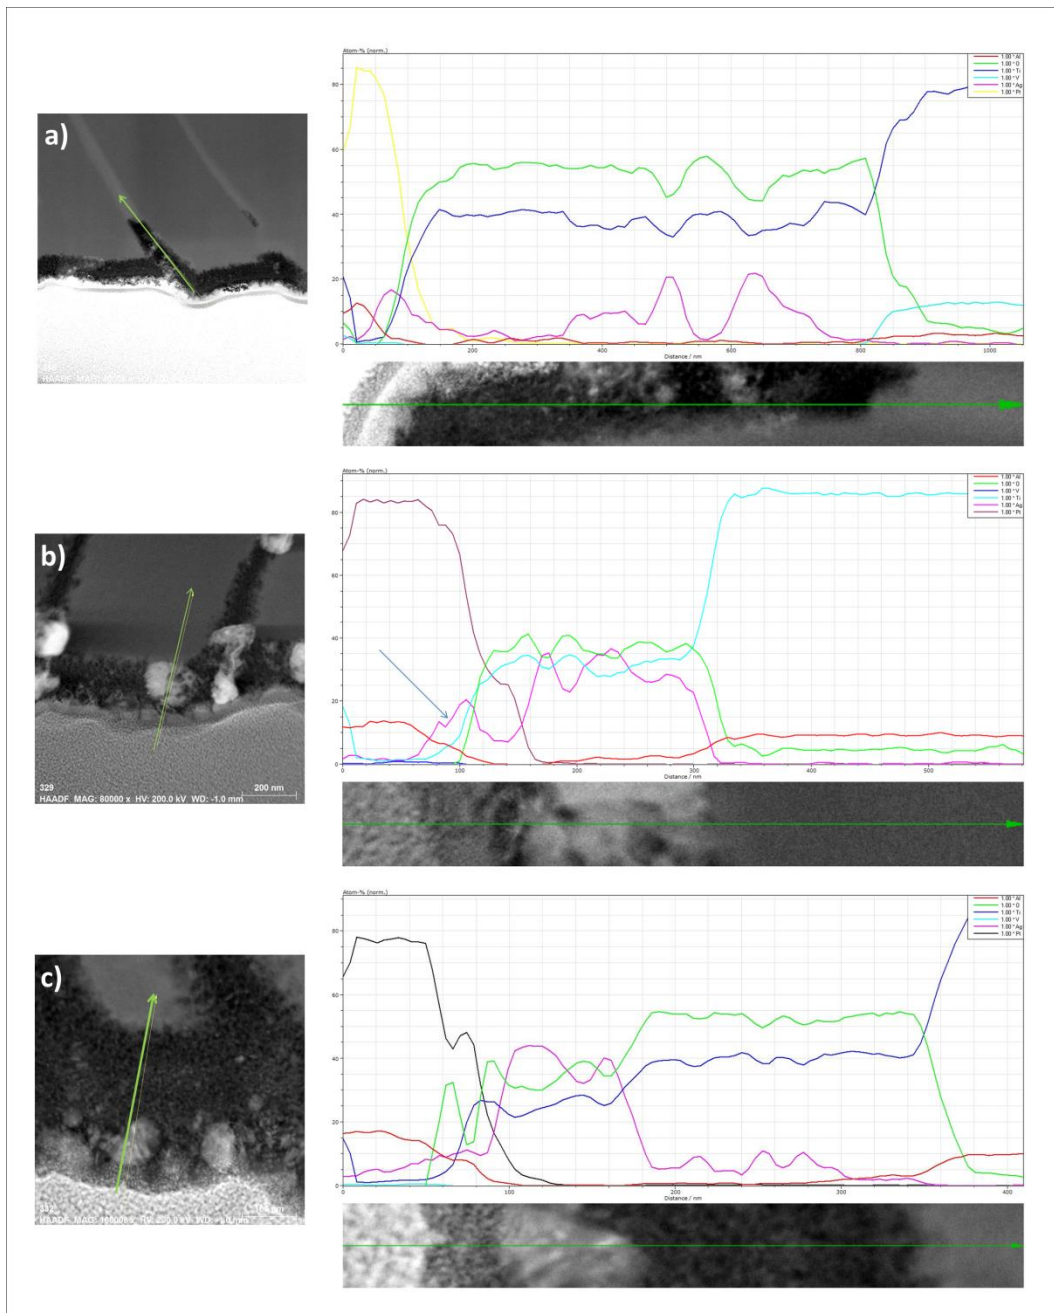 a)
Atom-% (norm.)
80
60
40
20
0
0 200 400 600 800 1000
Distance / nm
1.00 * Al
1.00 * O
1.00 * Ti
1.00 * V
1.00 * Ag
1.00 * Pt
b)
329
HAADF MAG: 80000 x HV: 200.0 kV WD: -1.0 mm
200 nm
Atom-% (norm.)
80
60
40
20
0
0 100 200 300 400 500
Distance / nm
1.00 * Al
1.00 * O
1.00 * V
1.00 * Ti
1.00 * Ag
1.00 * Pt
c)
332
HAADF
Atom-% (norm.)
80
60
40
20
0
0 100 200 300 400
Distance / nm
1.00 * Al
1.00 * O
1.00 * Ti
1.00 * V
1.00 * Ag
1.00 * Pt